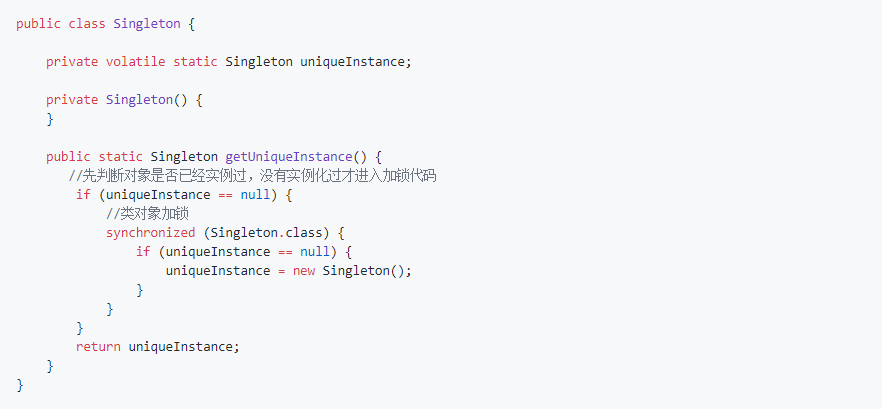 public class Singleton {
private volatile static Singleton uniqueInstance;
private Singleton() {
}
public static Singleton getUniqueInstance() {
//先判断对象是否已经实例过，没有实例化过才进入加锁代码
if (uniqueInstance == null) {
//类对象加锁
synchronized (Singleton.class) {
if (uniqueInstance == null) {
uniqueInstance = new Singleton();
}
}
}
return uniqueInstance;
}
}